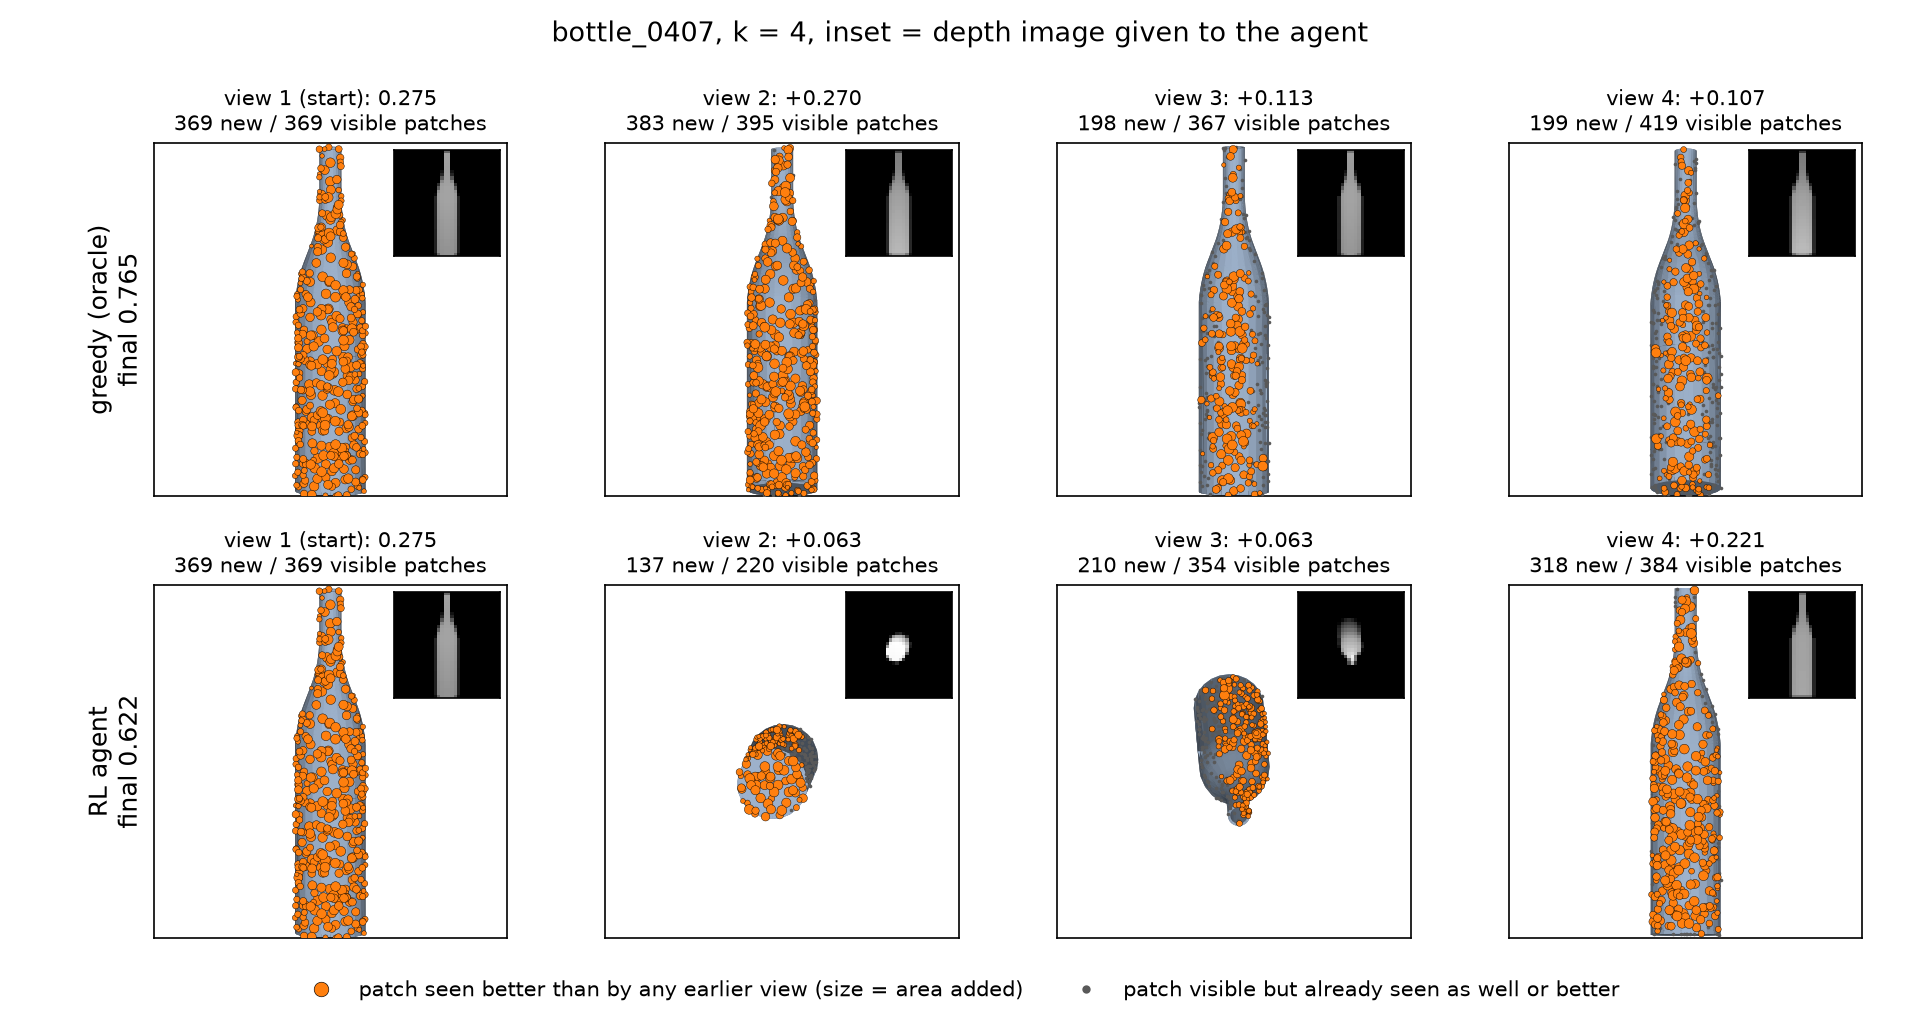 bottle_0407, k = 4, inset = depth image given to the agent
greedy (oracle)
final 0.765
view 1 (start): 0.275
369 new / 369 visible patches
view 2: +0.270
383 new / 395 visible patches
view 3: +0.113
198 new / 367 visible patches
view 4: +0.107
199 new / 419 visible patches
RL agent
final 0.622
view 1 (start): 0.275
369 new / 369 visible patches
view 2: +0.063
137 new / 220 visible patches
view 3: +0.063
210 new / 354 visible patches
view 4: +0.221
318 new / 384 visible patches
patch seen better than by any earlier view (size = area added)
patch visible but already seen as well or better